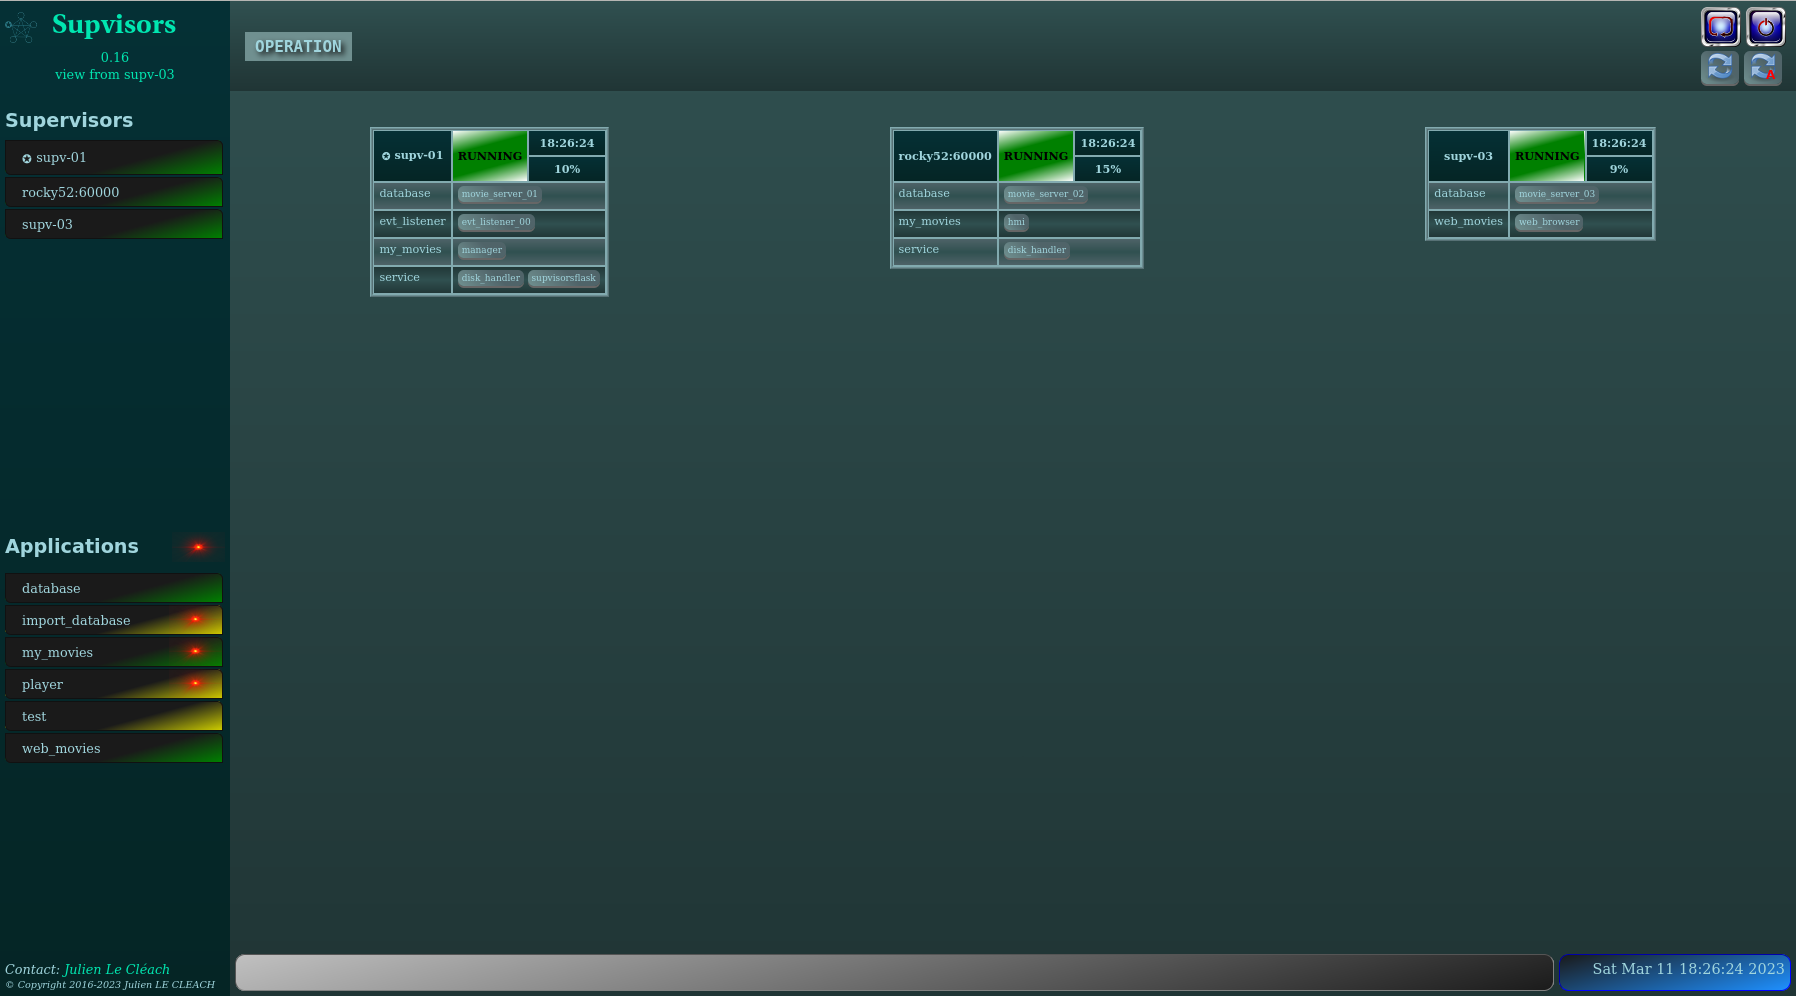 Supvisors
0.16
view from supv-03
Supervisors
✪ supv-01
rocky52:60000
supv-03
Applications
database
import_database
my_movies
player
test
web_movies
Contact: Julien Le Cléach
© Copyright 2016-2023 Julien LE CLEACH
OPERATION
A
✪ supv-01 RUNNING 18:26:24
10%
database movie_server_01
evt_listener evt_listener_00
my_movies manager
service disk_handler supvisorsflask
rocky52:60000 RUNNING 18:26:24
15%
database movie_server_02
my_movies hmi
service disk_handler
supv-03 RUNNING 18:26:24
9%
database movie_server_03
web_movies web_browser
Sat Mar 11 18:26:24 2023